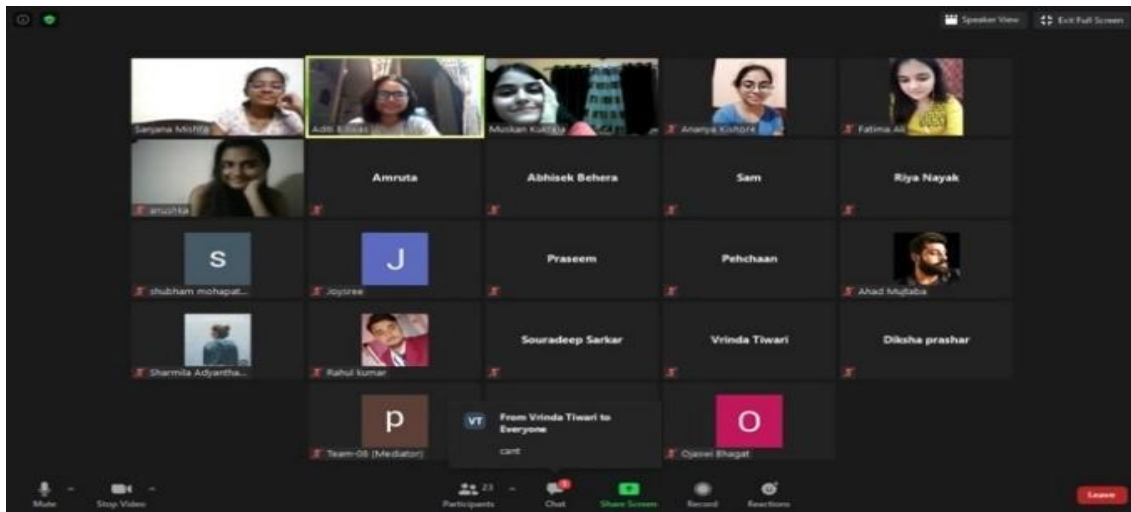 Speaker View
Exit Full Screen
Sanjana Mishra
Aditi Biswas
Muskan Kukreja
Ananya Kishore
Fatima Ali
anushka
Amruta
Abhisek Behera
Sam
Riya Nayak
S
shubham mohapat...
J
Joysree
Praseem
Pehchaan
Ahad Mujtaba
Sharmila Adyantha...
Rahul kumar
Souradeep Sarkar
Vrinda Tiwari
Diksha prashar
p
Team-08 (Mediator)
VT
From Vrinda Tiwari to
Everyone
cant
O
Ojaswi Bhagat
Mute
Stop Video
Participants
23
Chat
Share Screen
Record
Reactions
Leave